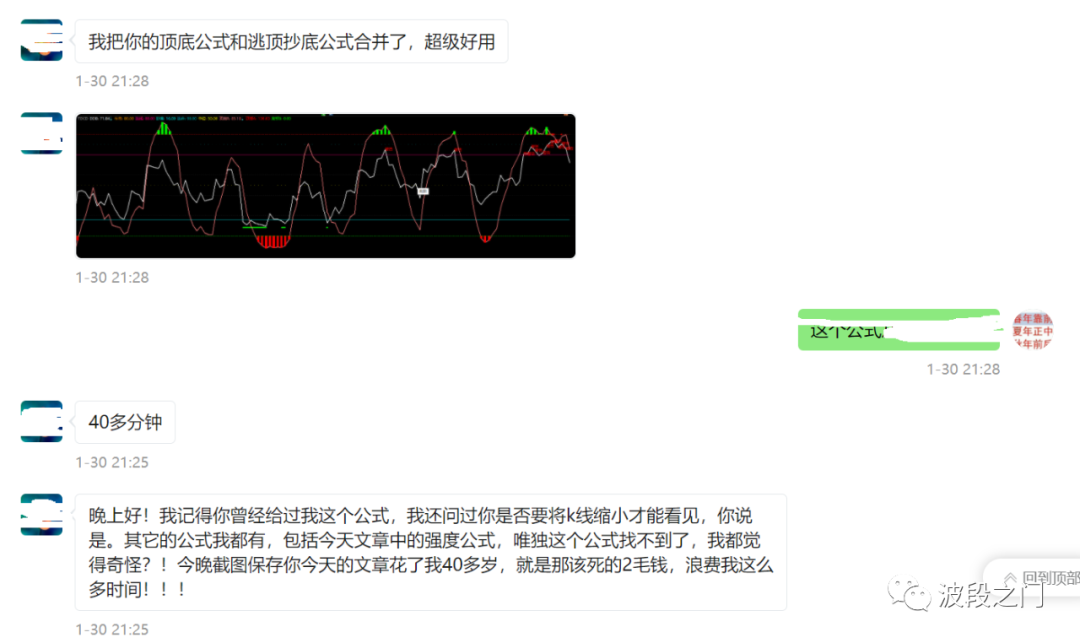 我把你的顶底公式和逃顶抄底公式合并了，超级好用
1-30 21:28
1-30 21:28
这个公式
1-30 21:28
40多分钟
1-30 21:25
晚上好！我记得你曾经给过我这个公式，我还问过你是否要将k线缩小才能看见，你说
是。其它的公式我都有，包括今天文章中的强度公式，唯独这个公式找不到了，我都觉
得奇怪？！今晚截图保存你今天的文章花了我40多岁，就是那该死的2毛钱，浪费我这么
多时间！！！
1-30 21:25
回到顶部
波段之门